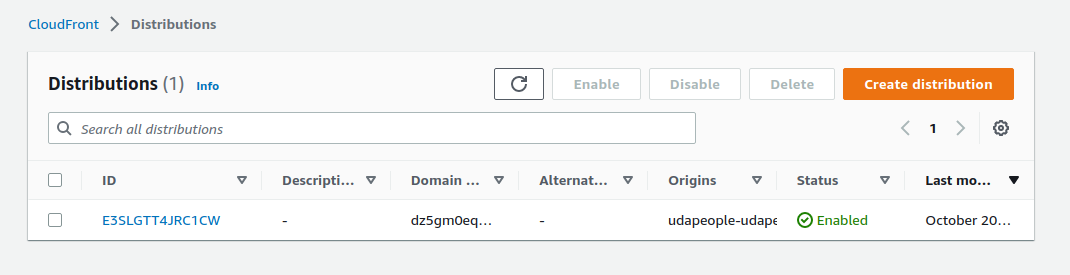 CloudFront > Distributions
Distributions (1) Info Enable Disable Delete Create distribution
Search all distributions 1
ID Descripti... Domain ... Alternat... Origins Status Last mo...
E3SLGTT4JRC1CW - dz5gm0eq... - udapeople-udape Enabled October 20...